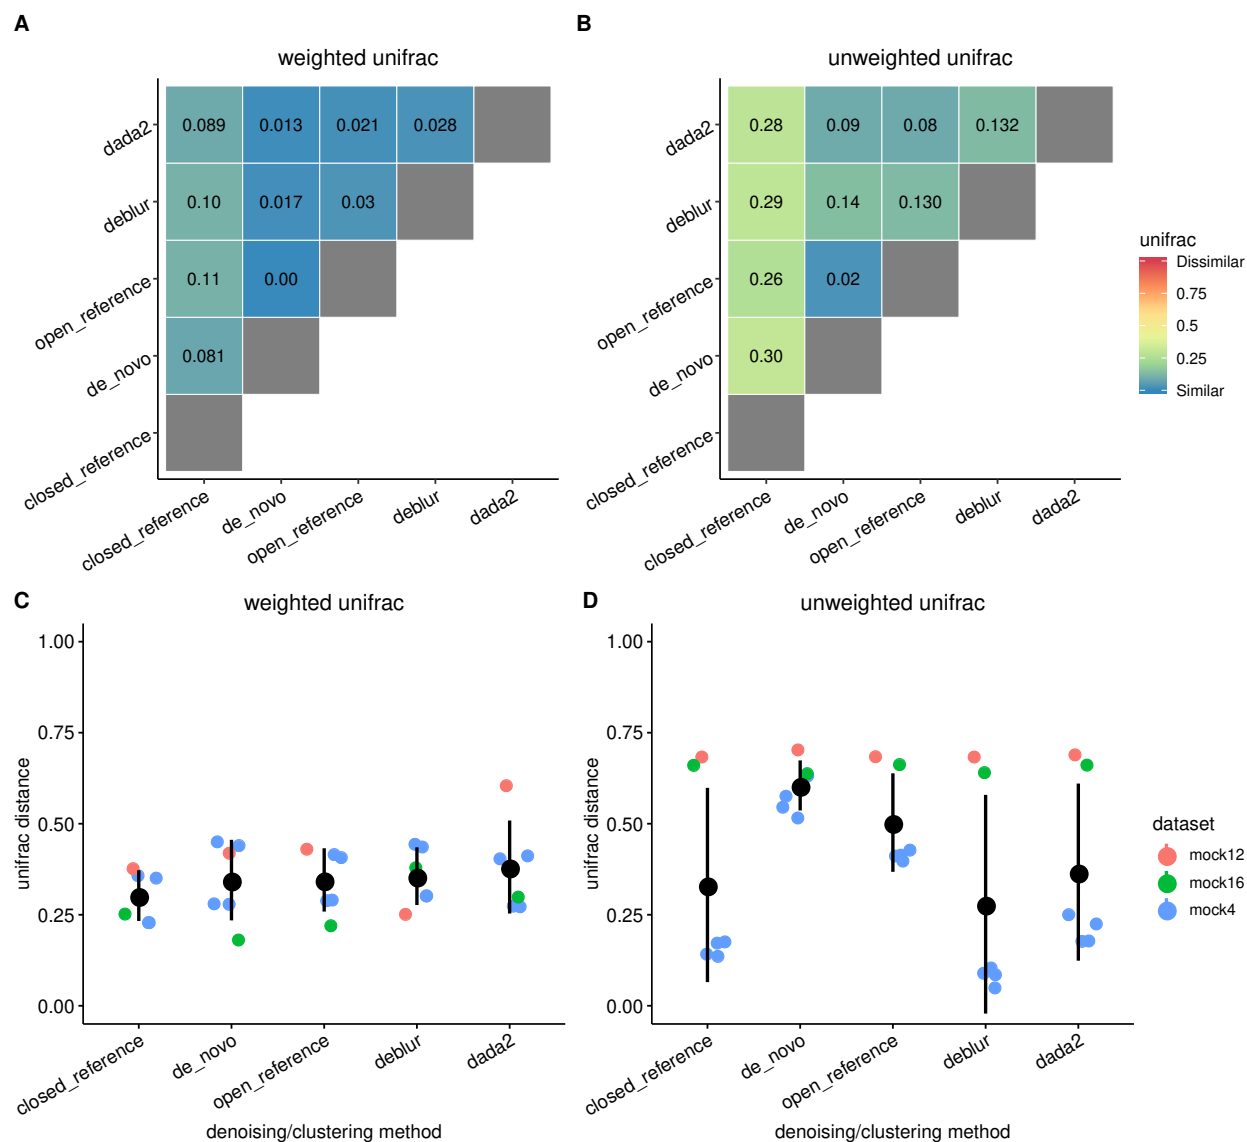 A
B
weighted unifrac
unweighted unifrac
dada2
0.089 0.013 0.021 0.028
0.28 0.09 0.08 0.132
deblur
0.10 0.017 0.03
0.29 0.14 0.130
open_reference
0.11 0.00
0.26 0.02
de_novo
0.081
0.30
closed_reference
closed_reference de_novo open_reference deblur dada2
dada2
deblur
open_reference
de_novo
closed_reference
closed_reference de_novo open_reference deblur dada2
unifrac
Dissimilar
0.75
0.5
0.25
Similar
C
weighted unifrac
D
unweighted unifrac
unifrac distance
1.00
0.75
0.50
0.25
0.00
closed_reference de_novo open_reference deblur dada2
denoising/clustering method
unifrac distance
1.00
0.75
0.50
0.25
0.00
closed_reference de_novo open_reference deblur dada2
denoising/clustering method
dataset
mock12
mock16
mock4